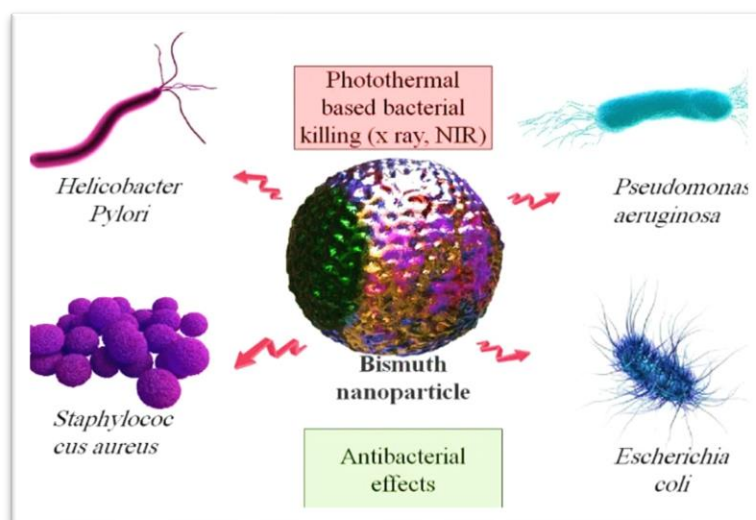 Photothermal
based bacterial
killing (x ray, NIR)
Helicobacter
Pylori
Pseudomonas
aeruginosa
Bismuth
nanoparticle
Staphylococ
cus aureus
Antibacterial
effects
Escherichia
coli